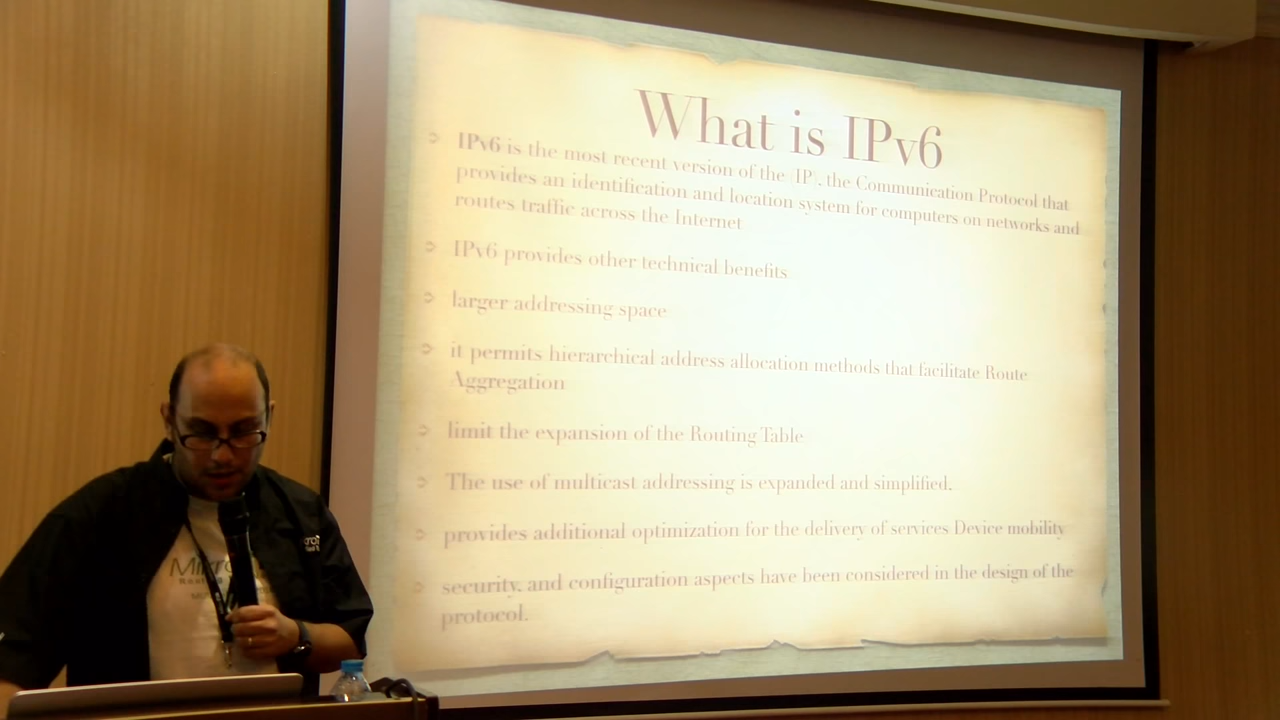 What is IPv6
IPv6 is the most recent version of the (IP), the Communication Protocol that
provides an identification and location system for computers on networks and
routes traffic across the Internet
IPv6 provides other technical benefits
larger addressing space
it permits hierarchical address allocation methods that facilitate Route
Aggregation
limit the expansion of the Routing Table
The use of multicast addressing is expanded and simplified.
provides additional optimization for the delivery of services Device mobility
security, and configuration aspects have been considered in the design of the
protocol.